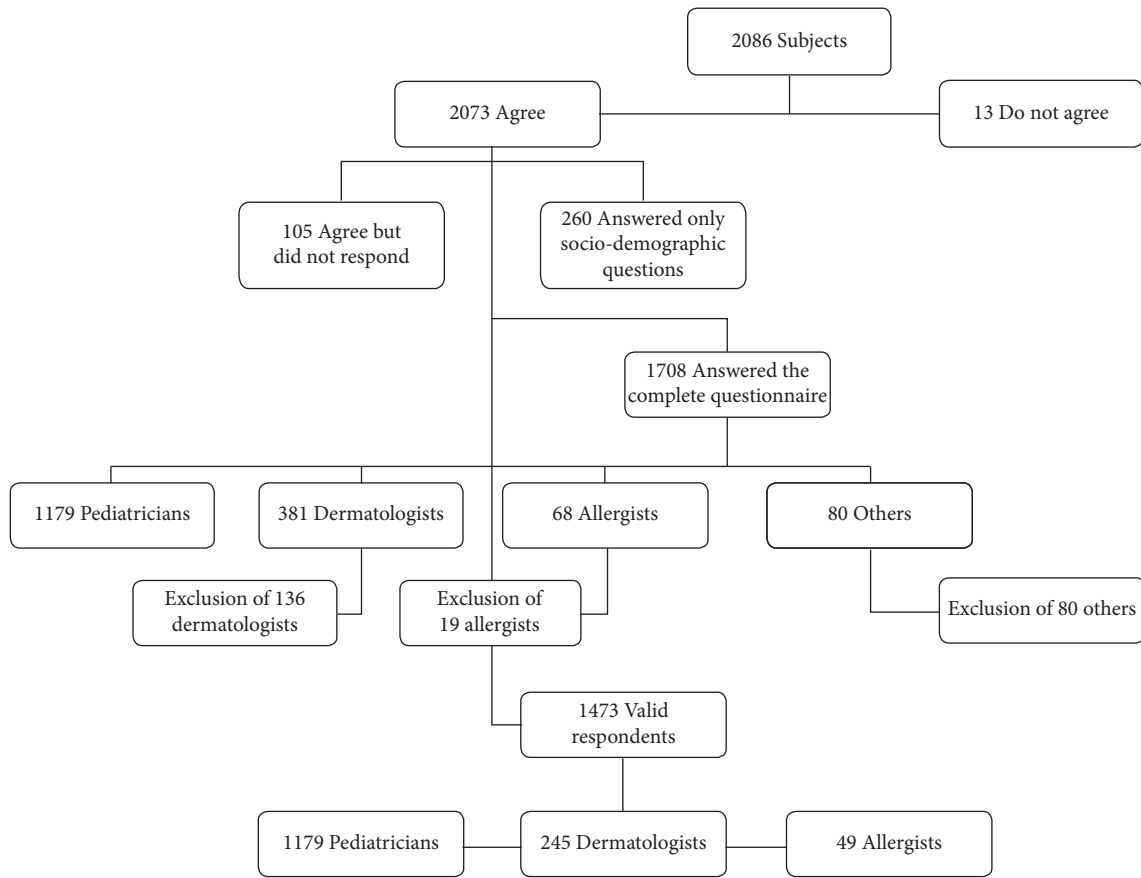 2086 Subjects
2073 Agree
13 Do not agree
105 Agree but
did not respond
260 Answered only
socio-demographic
questions
1708 Answered the
complete questionnaire
1179 Pediatricians
381 Dermatologists
68 Allergists
80 Others
Exclusion of 136
dermatologists
Exclusion of
19 allergists
Exclusion of 80 others
1473 Valid
respondents
1179 Pediatricians
245 Dermatologists
49 Allergists